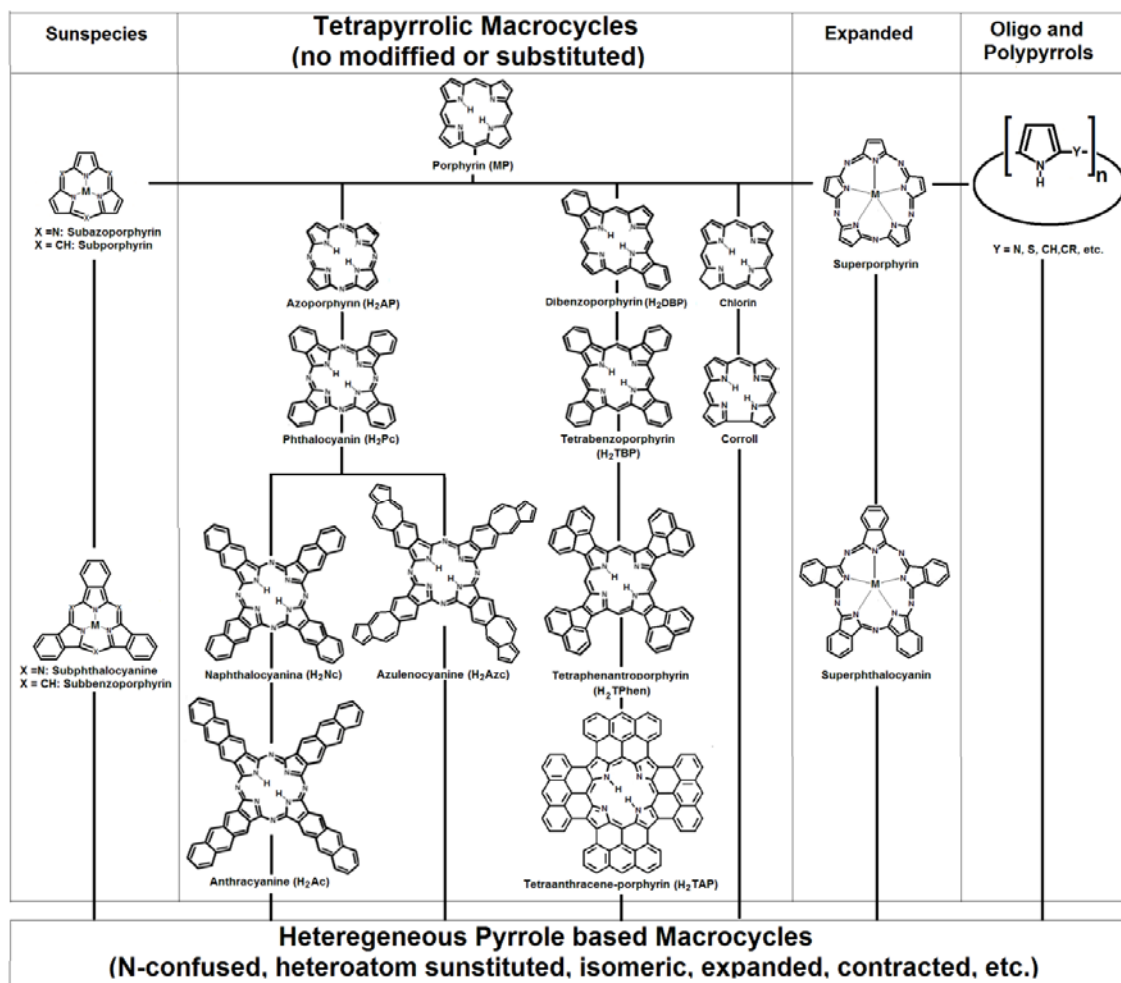 Sunspecies
Tetrapyrrolic Macrocycles
(no modiffied or substituted)
Expanded
Oligo and
Polypyrrols
Porphyrin (MP)
X =N: Subazoporphyrin
X = CH: Subporphyrin
Azoporphyrin (H2AP)
Dibenzoporphyrin (H2DBP)
Chlorin
Superporphyrin
Y = N, S, CH,CR, etc.
Phthalocyanin (H2Pc)
Tetrabenzoporphyrin
(H2TBP)
Corroll
X =N: Subphthalocyanine
X = CH: Subbenzoporphyrin
Naphthalocyanina (H2Nc)
Azulenocyanine (H2Azc)
Tetraphenantroporphyrin
(H2TPhen)
Superphthalocyanin
Anthracyanine (H2Ac)
Tetraanthracene-porphyrin (H2TAP)
Heteregeneous Pyrrole based Macrocycles
(N-confused, heteroatom sunstituted, isomeric, expanded, contracted, etc.)